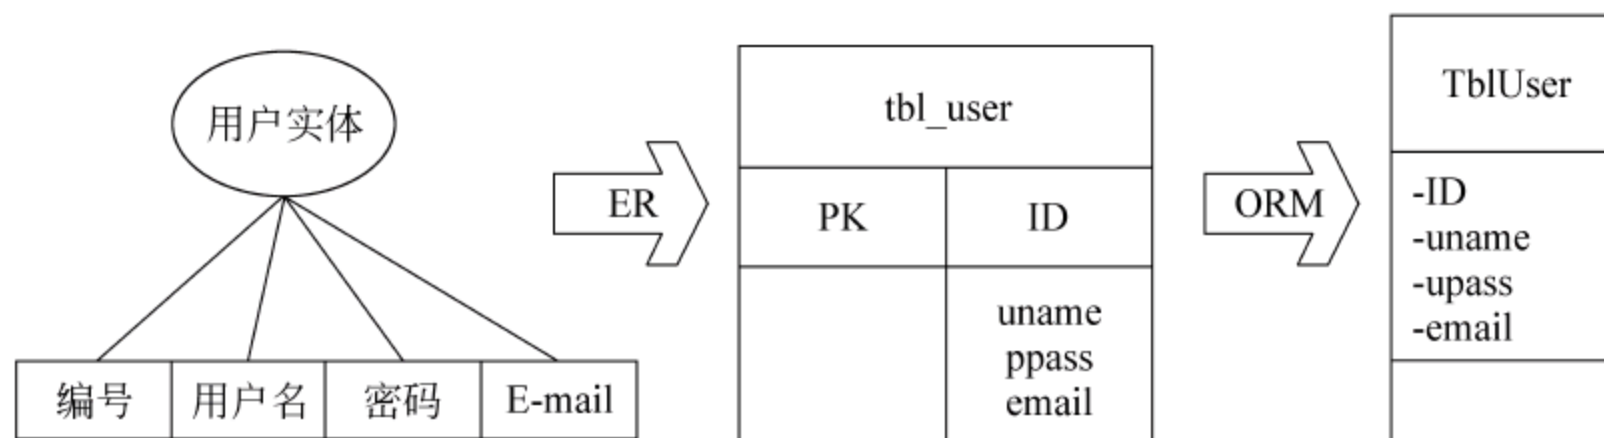 用户实体
编号 用户名 密码 E-mail
ER
tbl_user
PK ID
uname
ppass
email
ORM
TblUser
-ID
-uname
-upass
-email